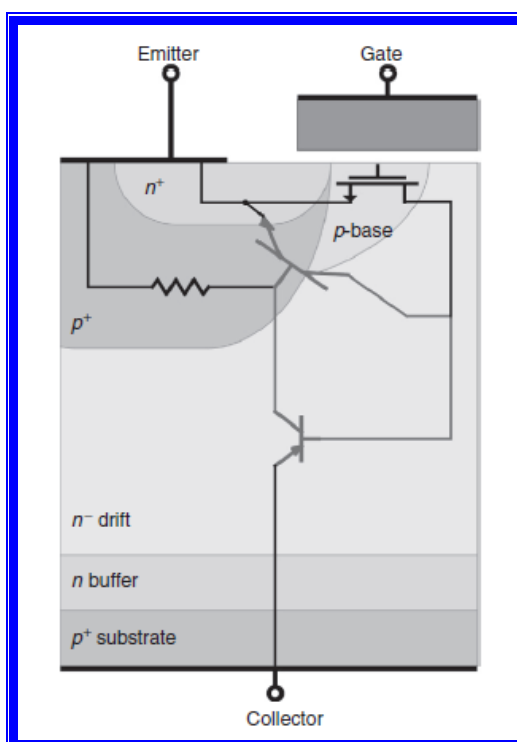 Emitter
Gate
n⁺
p-base
p⁺
n⁻ drift
n buffer
p⁺ substrate
Collector